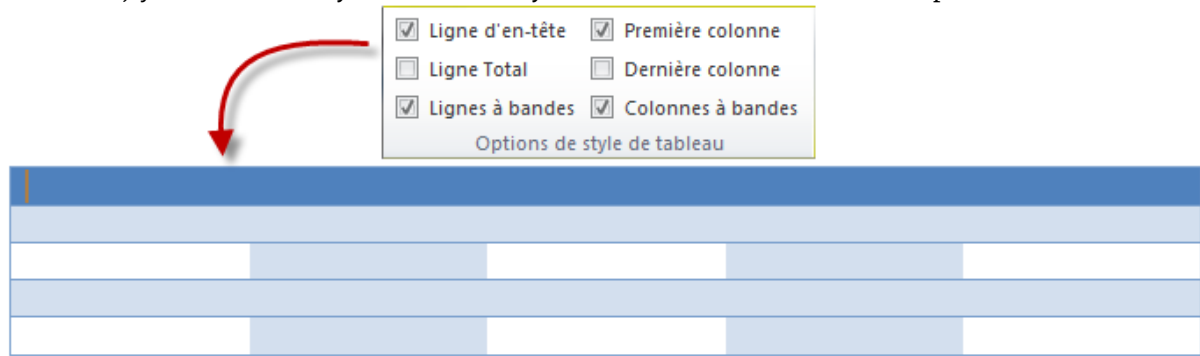 Ligne d'en-tête Première colonne
Ligne Total Dernière colonne
Lignes à bandes Colonnes à bandes
Options de style de tableau